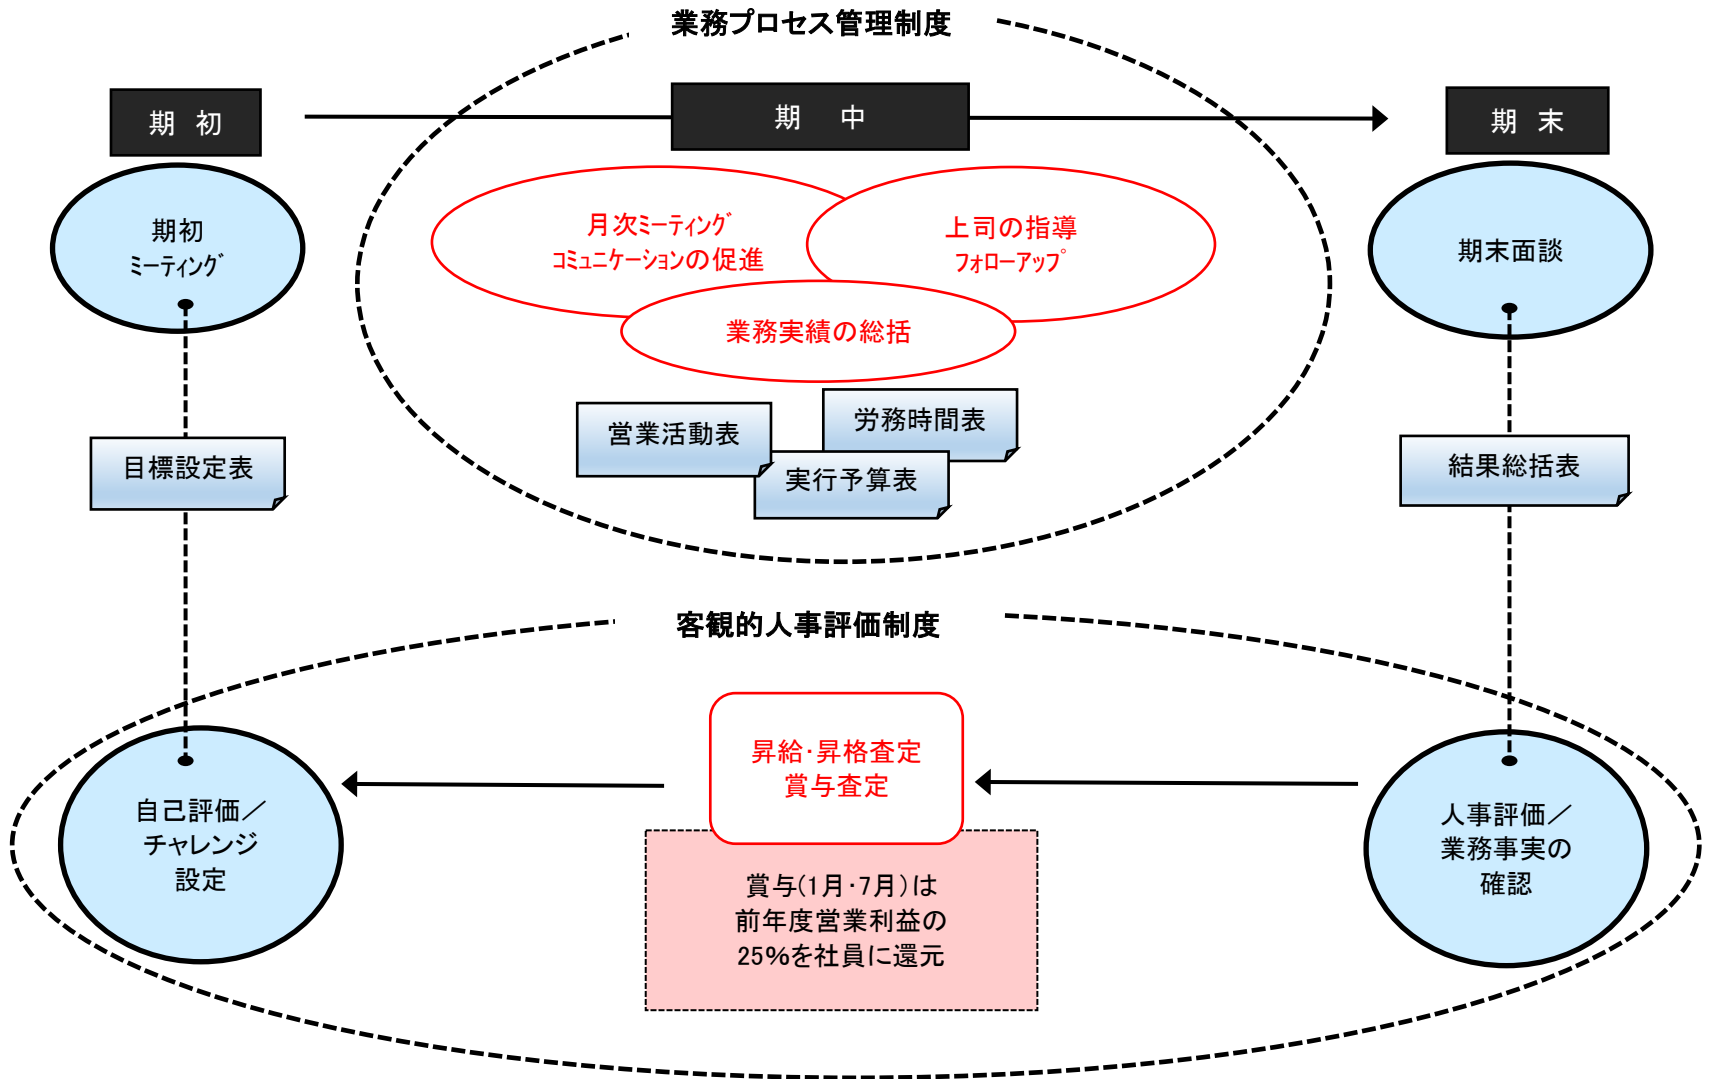 業務プロセス管理制度
期 初
期 中
期 末
期初
ﾐｰﾃｨﾝｸﾞ
月次ﾐｰﾃｨﾝｸﾞ
ｺﾐｭﾆｹｰｼｮﾝの促進
上司の指導
ﾌｫﾛｰｱｯﾌﾟ
期末面談
業務実績の総括
営業活動表
労務時間表
実行予算表
目標設定表
結果総括表
客観的人事評価制度
昇給･昇格査定
賞与査定
自己評価／
チャレンジ
設定
人事評価／
業務事実の
確認
賞与(1月･7月)は
前年度営業利益の
25%を社員に還元